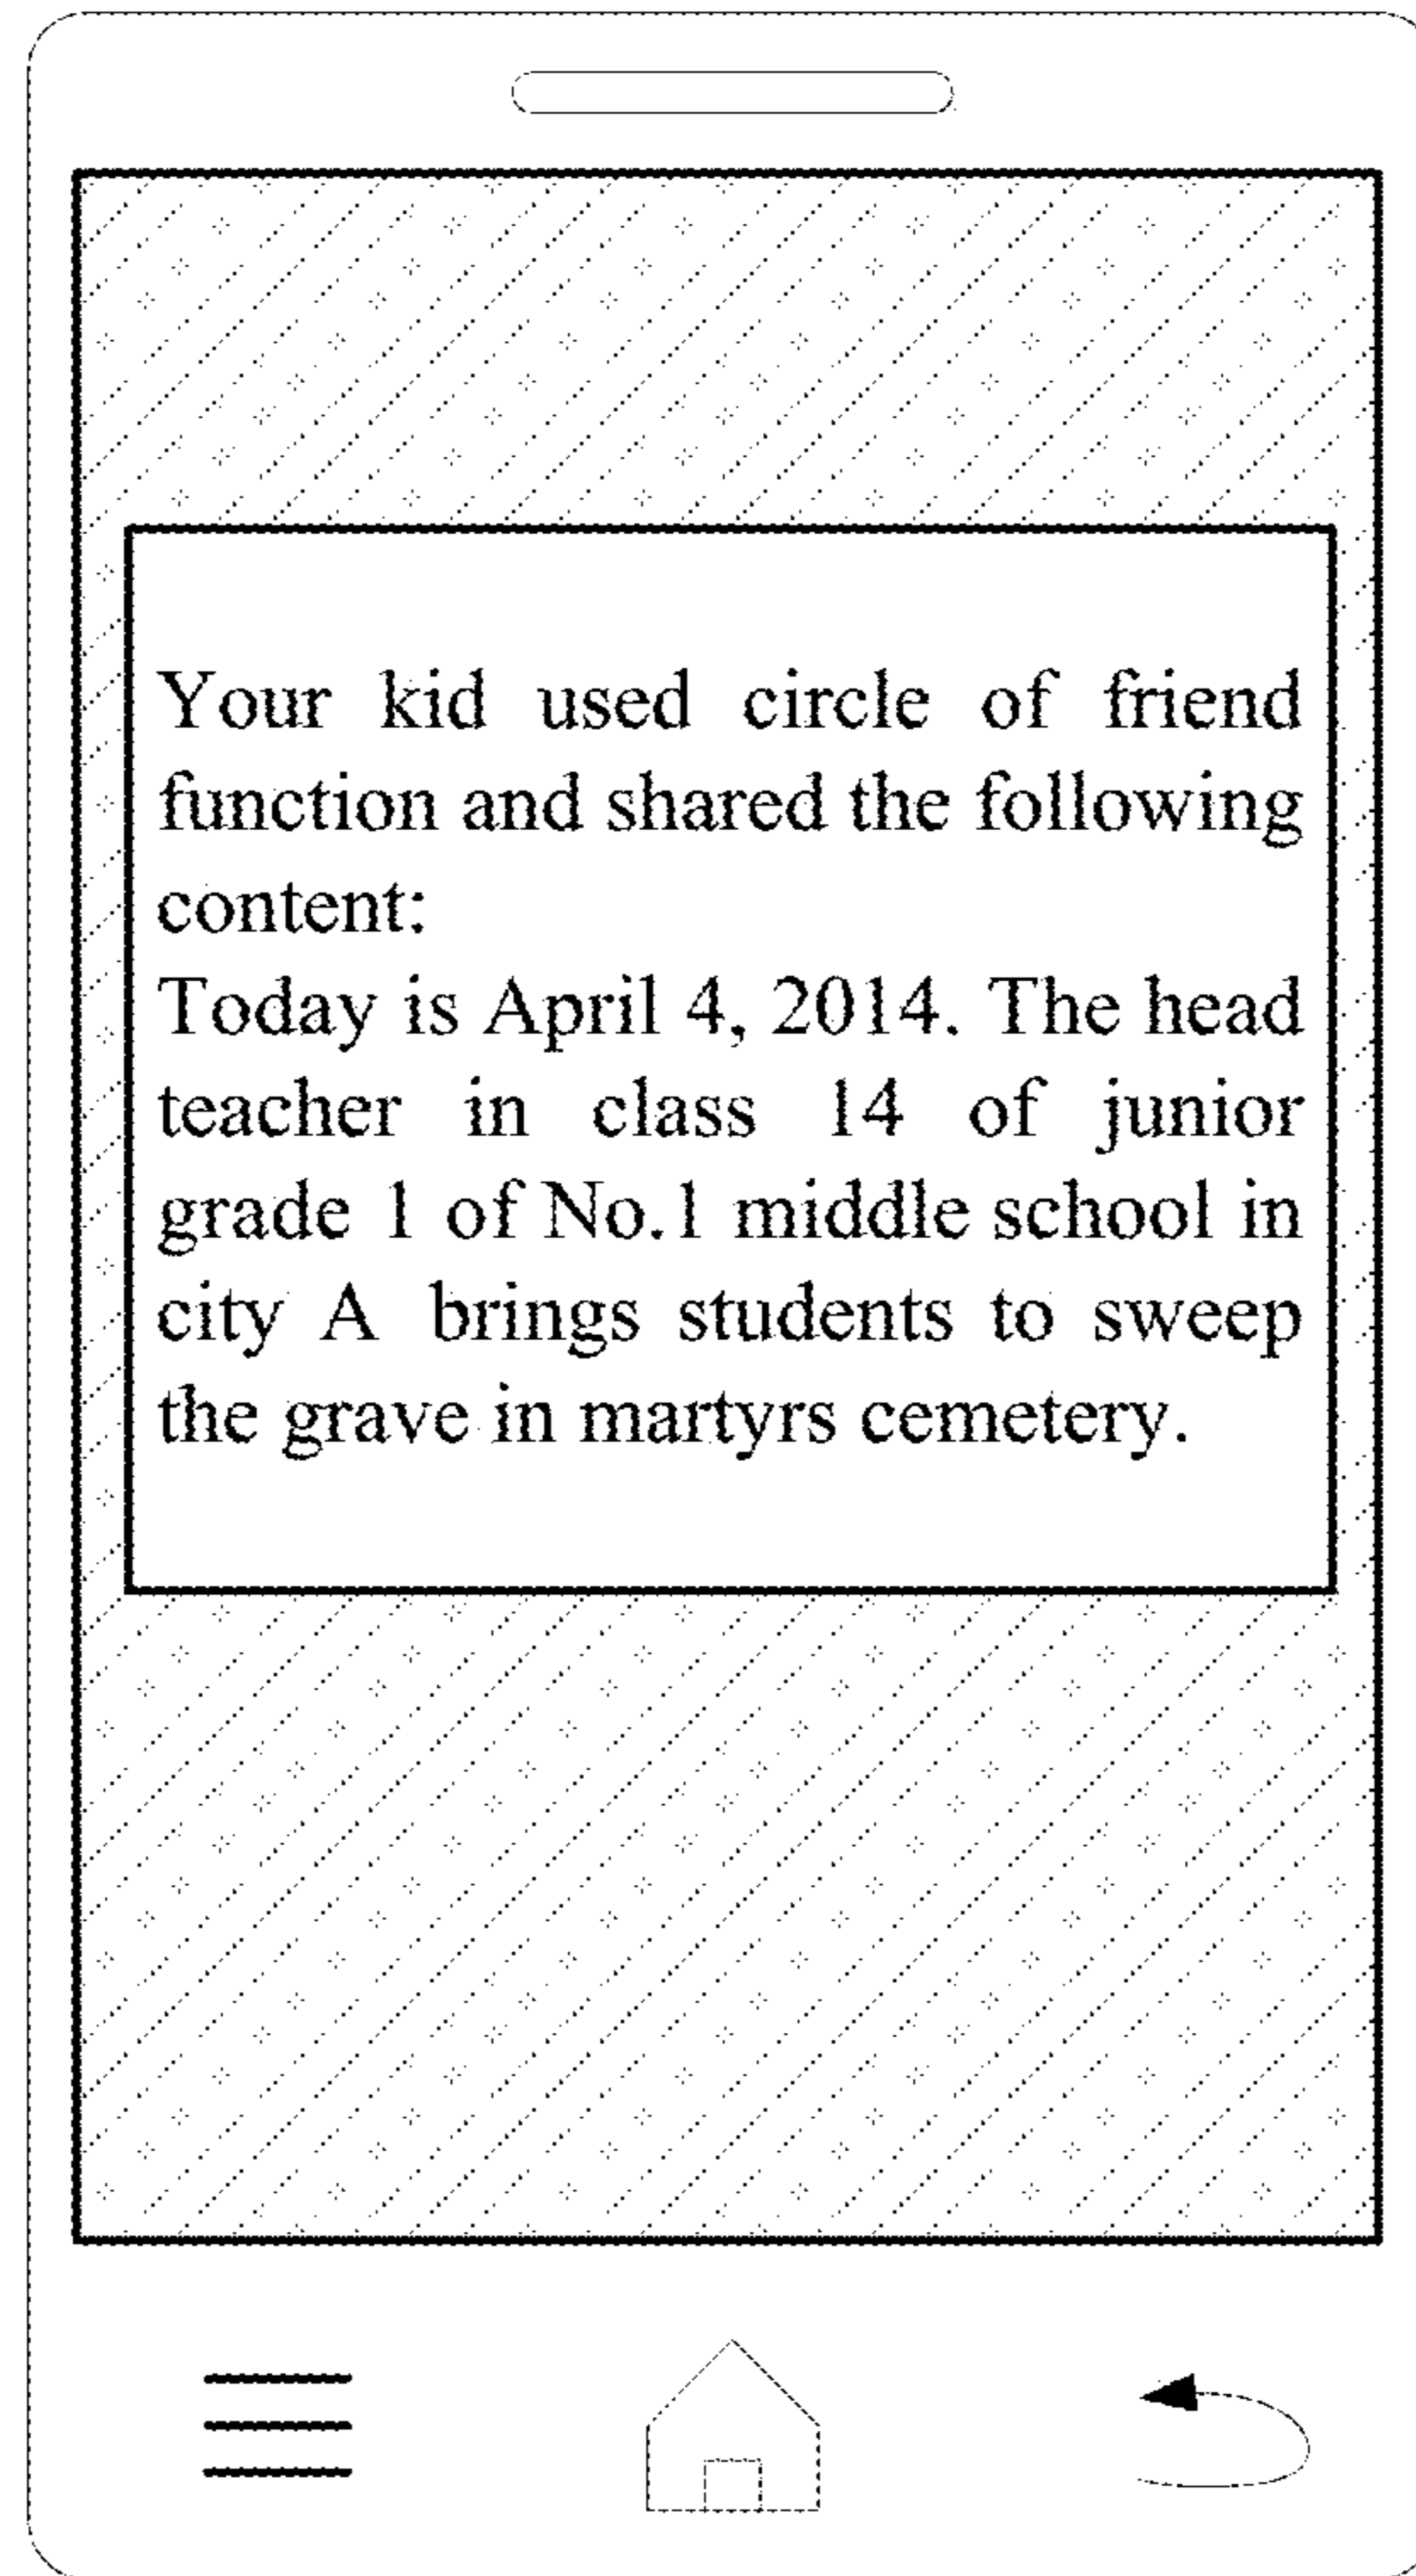 Your kid used circle of friend
function and shared the following
content:
Today is April 4, 2014. The head
teacher in class 14 of junior
grade 1 of No.1 middle school in
city A brings students to sweep
the grave in martyrs cemetery.